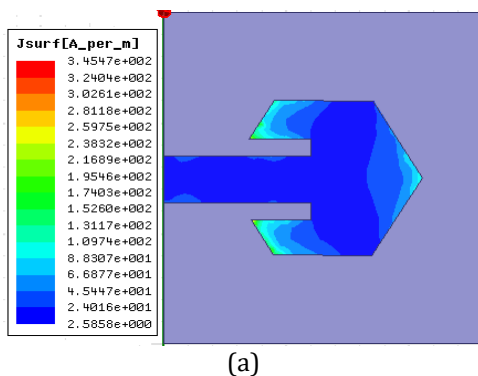 Jsurf[A_per_m]
3.4547e+002
3.2404e+002
3.0261e+002
2.8118e+002
2.5975e+002
2.3832e+002
2.1689e+002
1.9546e+002
1.7403e+002
1.5260e+002
1.3117e+002
1.0974e+002
8.8307e+001
6.6877e+001
4.5447e+001
2.4016e+001
2.5858e+000
(a)